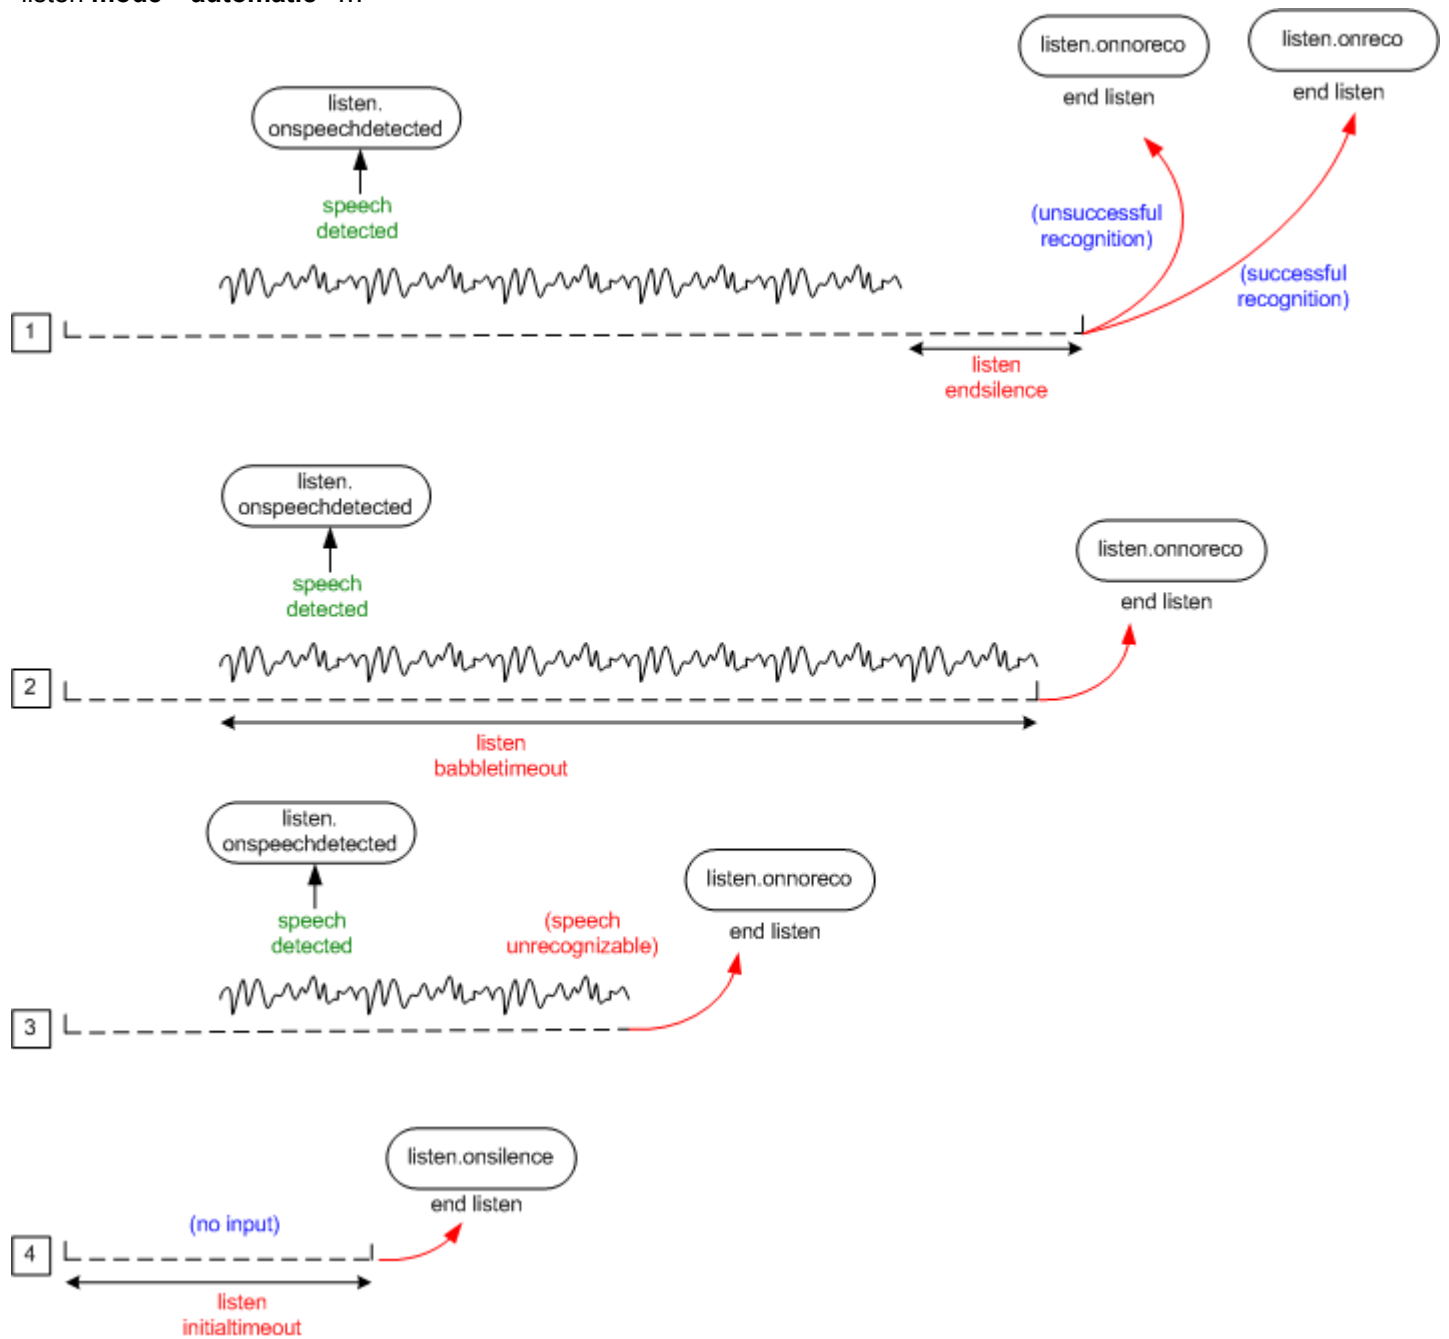 listen.onnoreco
listen.onreco
end listen
end listen
listen.
onspeechdetected
speech
detected
(unsuccessful
recognition)
(successful
recognition)
1
listen
endsilence
listen.
onspeechdetected
speech
detected
listen.onnoreco
end listen
2
listen
babbletimeout
listen.
onspeechdetected
speech
detected
(speech
unrecognizable)
listen.onnoreco
end listen
3
listen.onsilence
end listen
(no input)
4
listen
initialtimeout